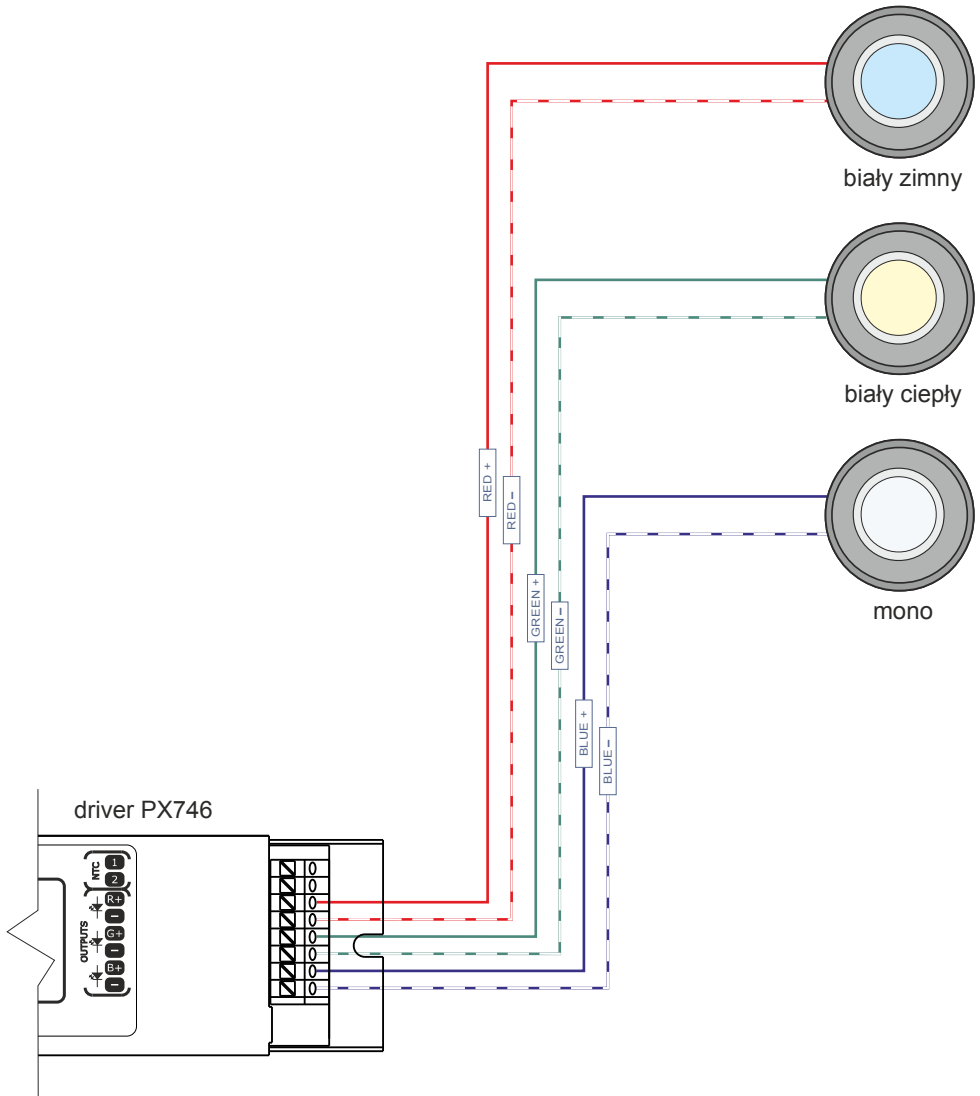 biały zimny
biały ciepły
mono
RED +
RED −
GREEN +
GREEN −
BLUE +
BLUE −
driver PX746
NTC
1
2
OUTPUTS
R+
−
G+
−
B+
−